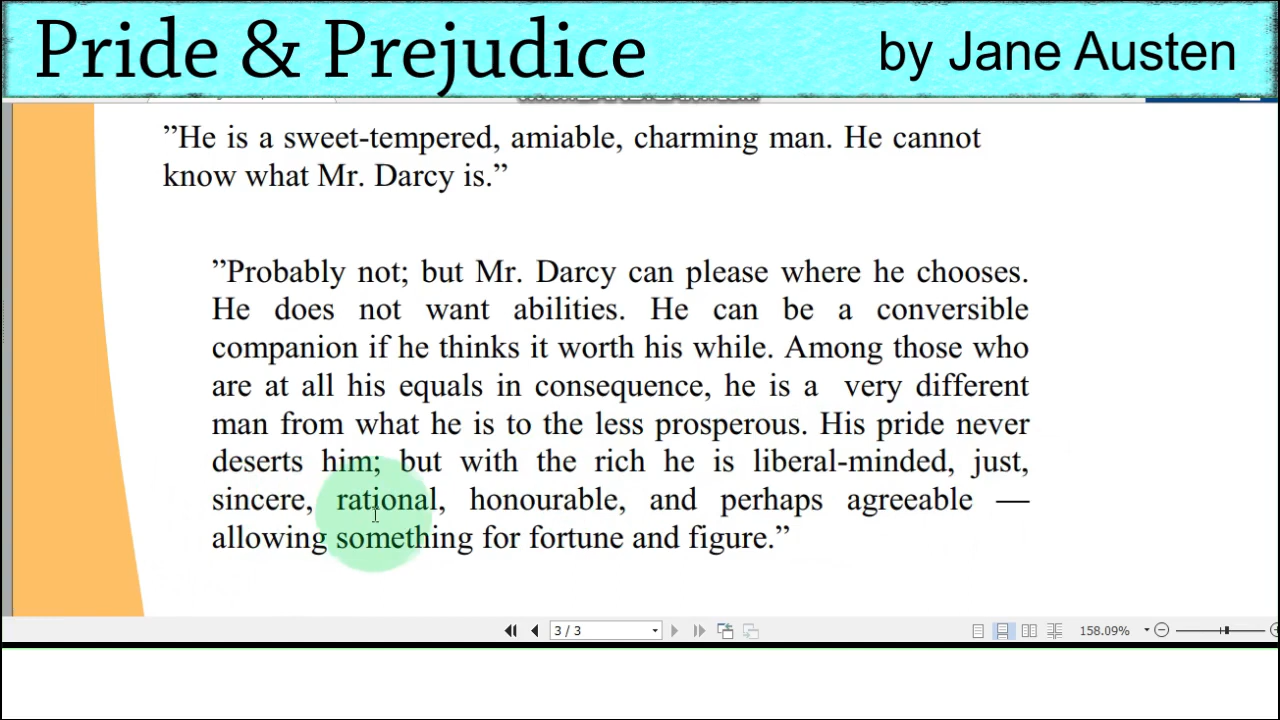 Pride & Prejudice by Jane Austen
”He is a sweet-tempered, amiable, charming man. He cannot
know what Mr. Darcy is.”
”Probably not; but Mr. Darcy can please where he chooses.
He does not want abilities. He can be a conversible
companion if he thinks it worth his while. Among those who
are at all his equals in consequence, he is a very different
man from what he is to the less prosperous. His pride never
deserts him; but with the rich he is liberal-minded, just,
sincere, rational, honourable, and perhaps agreeable —
allowing something for fortune and figure.”
3 / 3
158.09%